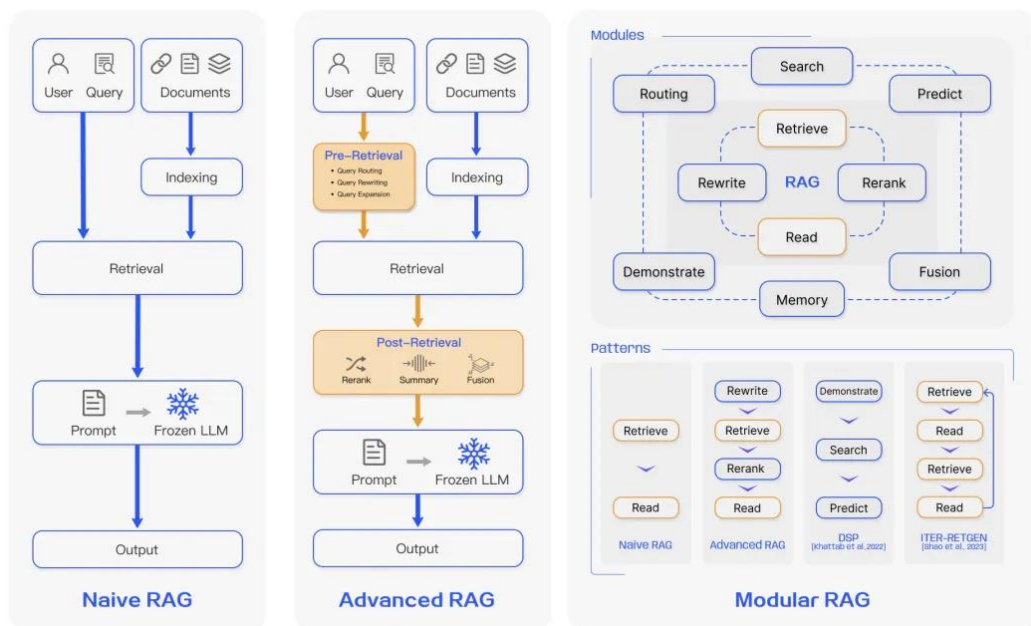 User Query
Documents
Indexing
Retrieval
Prompt
Frozen LLM
Output
Naive RAG
User Query
Documents
Pre-Retrieval
• Query Routing
• Query Rewriting
• Query Expansion
Indexing
Retrieval
Post-Retrieval
Rerank
Summary
Fusion
Prompt
Frozen LLM
Output
Advanced RAG
Modules
Search
Routing
Predict
Retrieve
Rewrite
RAG
Rerank
Read
Demonstrate
Fusion
Memory
Patterns
Retrieve
Read
Naive RAG
Rewrite
Retrieve
Rerank
Read
Advanced RAG
Demonstrate
Search
Predict
DSP
[Khattab et al.,2022]
Retrieve
Read
Retrieve
Read
ITER-RETGEN
[Shao et al., 2023]
Modular RAG